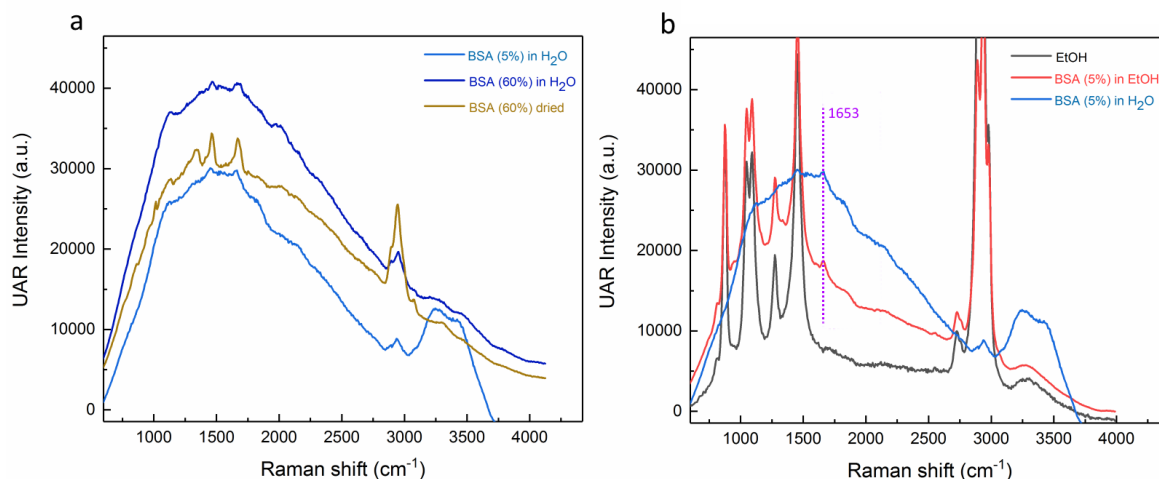 a
BSA (5%) in H₂O
BSA (60%) in H₂O
BSA (60%) dried
UAR Intensity (a.u.)
40000
30000
20000
10000
0
1000 1500 2000 2500 3000 3500 4000
Raman shift (cm⁻¹)
b
EtOH
BSA (5%) in EtOH
BSA (5%) in H₂O
1653
UAR Intensity (a.u.)
40000
30000
20000
10000
0
1000 1500 2000 2500 3000 3500 4000
Raman shift (cm⁻¹)